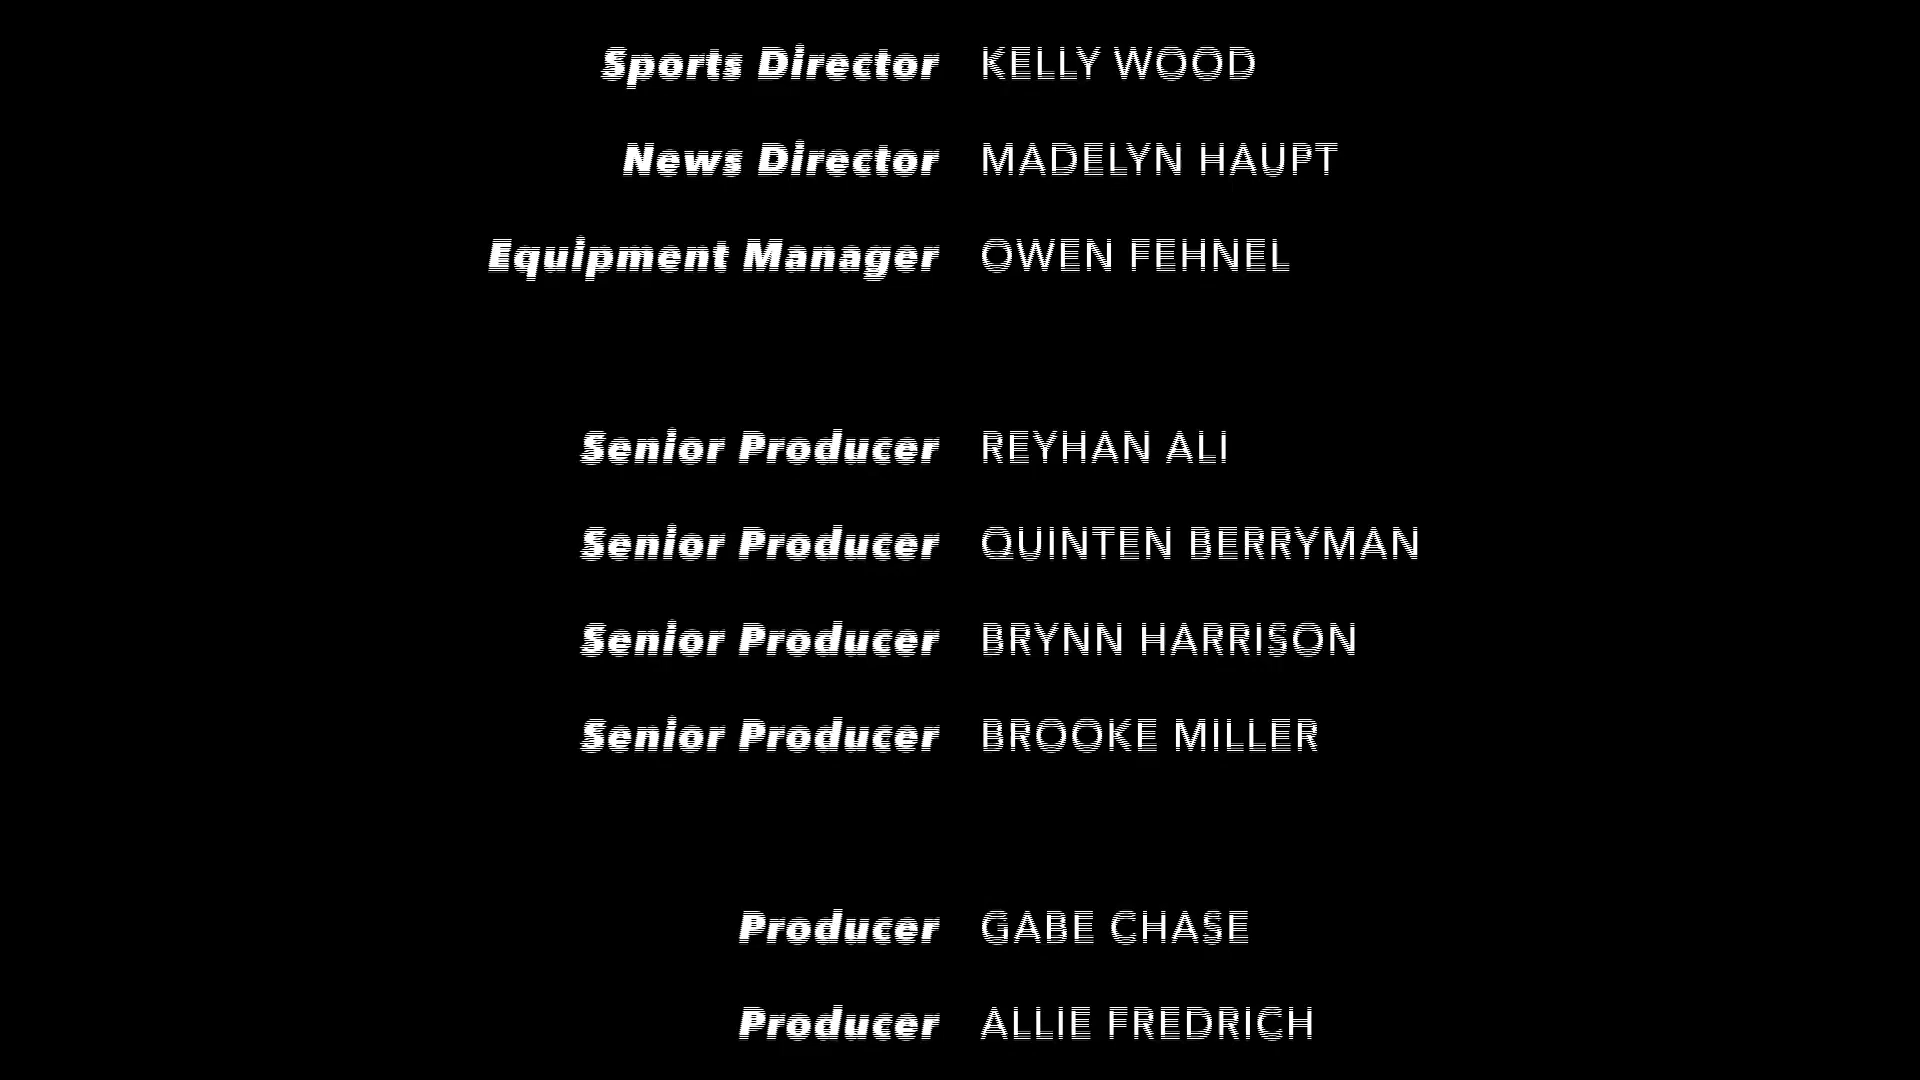 Sports Director KELLY WOOD
News Director MADELYN HAUPT
Equipment Manager OWEN FEHNEL
Senior Producer REYHAN ALI
Senior Producer QUINTEN BERRYMAN
Senior Producer BRYNN HARRISON
Senior Producer BROOKE MILLER
Producer GABE CHASE
Producer ALLIE FREDRICH